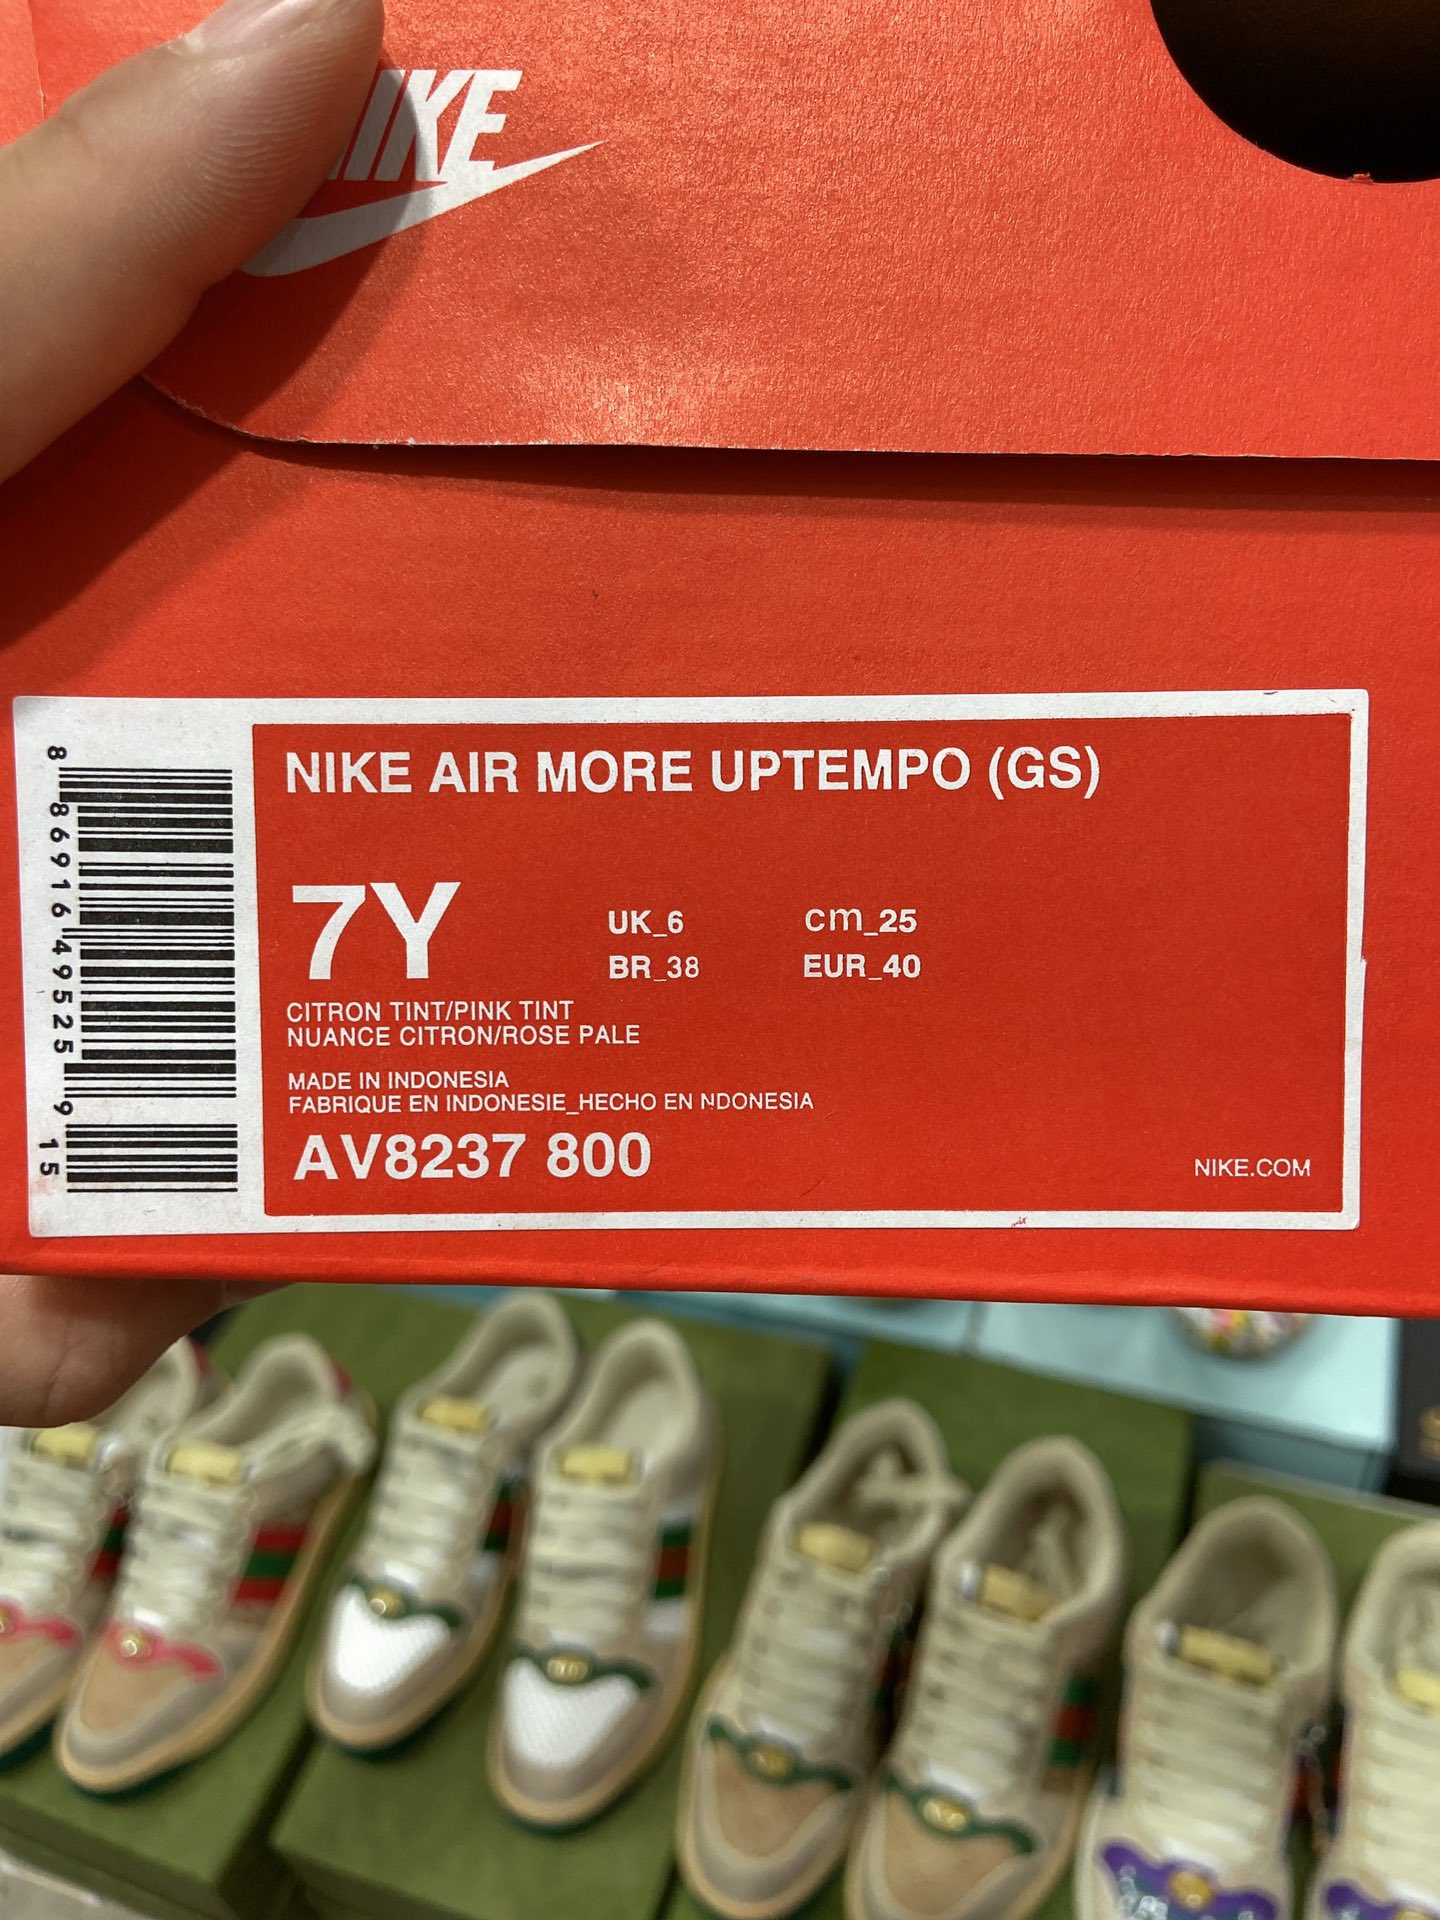 NIKE
NIKE AIR MORE UPTEMPO (GS)
7Y
UK_6 cm_25
BR_38 EUR_40
CITRON TINT/PINK TINT
NUANCE CITRON/ROSE PALE
MADE IN INDONESIA
FABRIQUE EN INDONESIE_HECHO EN NDONESIA
AV8237 800
NIKE.COM
8 86916 49525 9 15